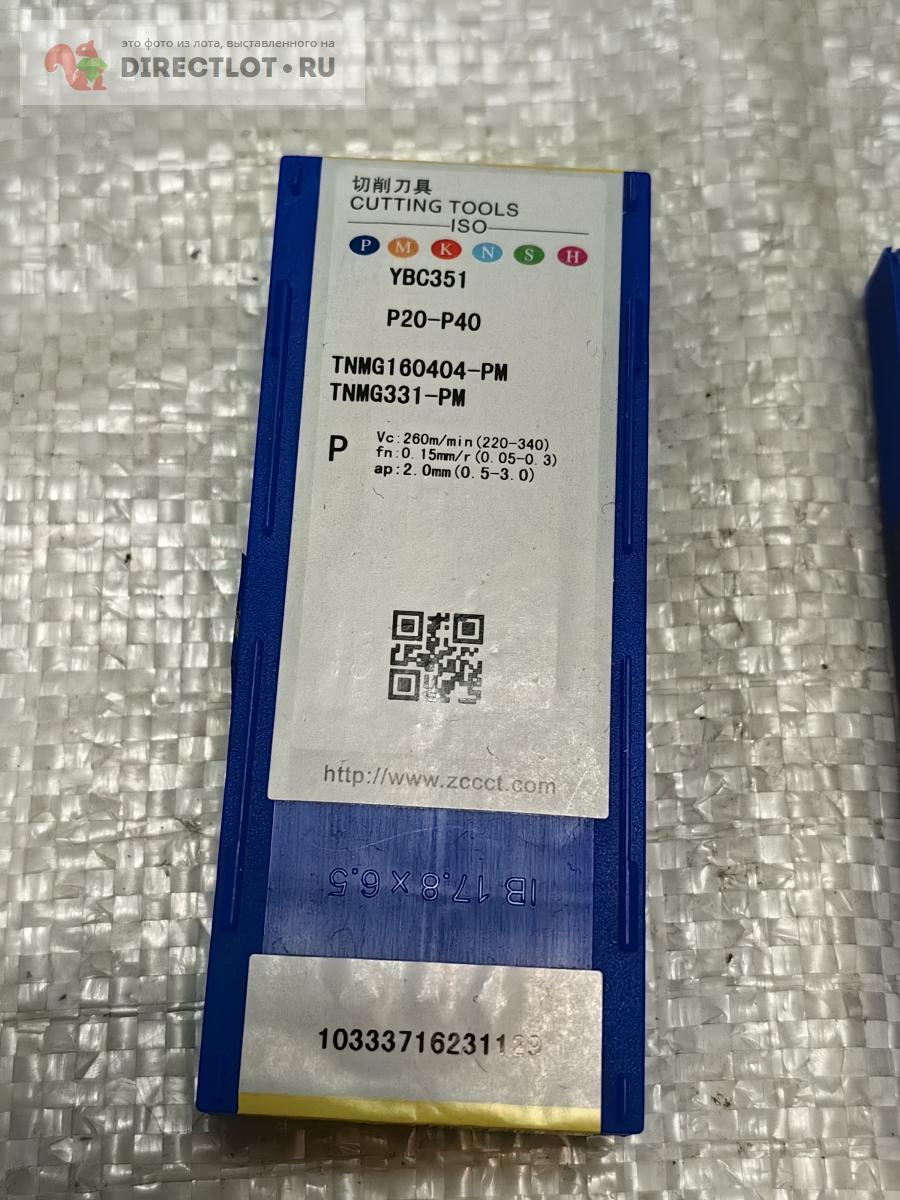 это фото из лота, выставленного на
DIRECTLOT•RU
切削刀具
CUTTING TOOLS
ISO
P M K N S H
YBC351
P20-P40
TNMG160404-PM
TNMG331-PM
P
Vc:260m/min(220-340)
fn:0.15mm/r(0.05-0.3)
ap:2.0mm(0.5-3.0)
http://www.zccct.com
IB 17.8×6.5